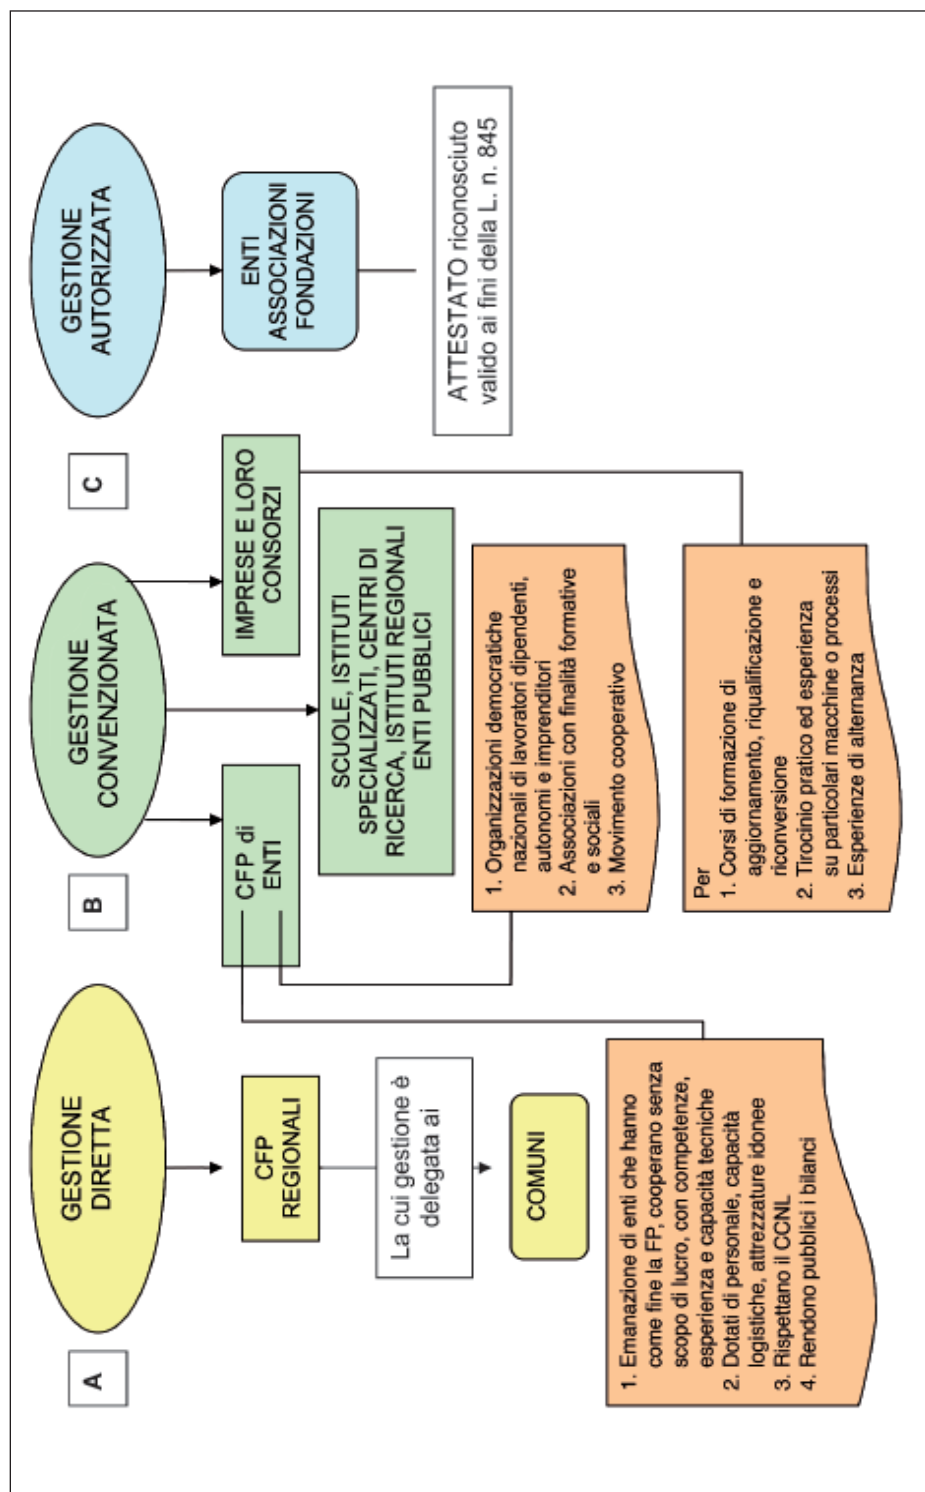 A
GESTIONE
DIRETTA
CFP
REGIONALI
La cui gestione è
delegata ai
COMUNI
1. Emanazione di enti che hanno
come fine la FP, cooperano senza
scopo di lucro, con competenze,
esperienza e capacità tecniche
2. Dotati di personale, capacità
logistiche, attrezzature idonee
3. Rispettano il CCNL
4. Rendono pubblici i bilanci
B
GESTIONE
CONVENZIONATA
CFP di
ENTI
IMPRESE E LORO
CONSORZI
SCUOLE, ISTITUTI
SPECIALIZZATI, CENTRI DI
RICERCA, ISTITUTI REGIONALI
ENTI PUBBLICI
1. Organizzazioni democratiche
nazionali di lavoratori dipendenti,
autonomi e imprenditori
2. Associazioni con finalità formative
e sociali
3. Movimento cooperativo
Per
1. Corsi di formazione di
aggiornamento, riqualificazione e
riconversione
2. Tirocinio pratico ed esperienza
su particolari macchine o processi
3. Esperienze di alternanza
C
GESTIONE
AUTORIZZATA
ENTI
ASSOCIAZIONI
FONDAZIONI
ATTESTATO riconosciuto
valido ai fini della L. n. 845